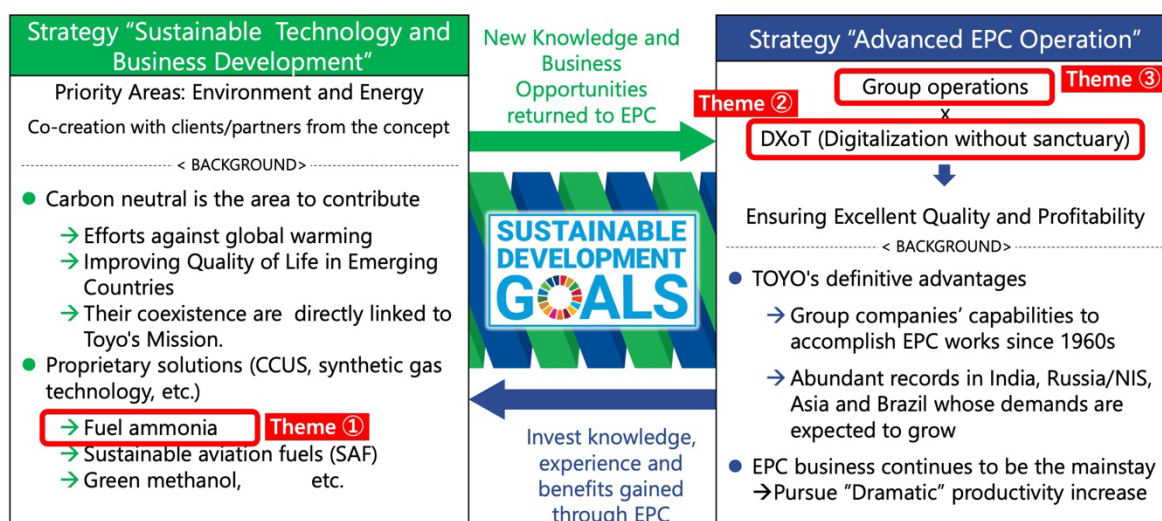 Strategy "Sustainable Technology and
Business Development"
Priority Areas: Environment and Energy
Co-creation with clients/partners from the concept
< BACKGROUND>
Carbon neutral is the area to contribute
→ Efforts against global warming
→ Improving Quality of Life in Emerging
Countries
→ Their coexistence are directly linked to
Toyo's Mission.
Proprietary solutions (CCUS, synthetic gas
technology, etc.)
→ Fuel ammonia
Theme ①
→ Sustainable aviation fuels (SAF)
→ Green methanol, etc.
New Knowledge and
Business
Opportunities
returned to EPC
SUSTAINABLE
DEVELOPMENT
GOALS
Invest knowledge,
experience and
benefits gained
through EPC
Strategy "Advanced EPC Operation"
Group operations
Theme ③
x
Theme ②
DXoT (Digitalization without sanctuary)
Ensuring Excellent Quality and Profitability
< BACKGROUND>
TOYO's definitive advantages
→ Group companies' capabilities to
accomplish EPC works since 1960s
→ Abundant records in India, Russia/NIS,
Asia and Brazil whose demands are
expected to grow
EPC business continues to be the mainstay
→Pursue "Dramatic" productivity increase